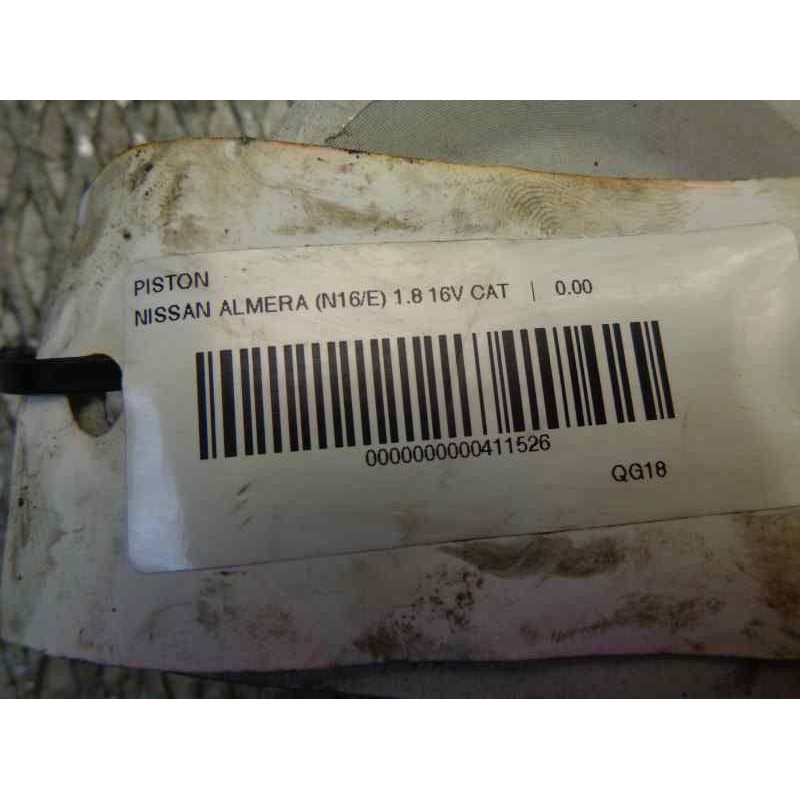 PISTON
NISSAN ALMERA (N16/E) 1.8 16V CAT | 0.00
0000000000411526
QG18